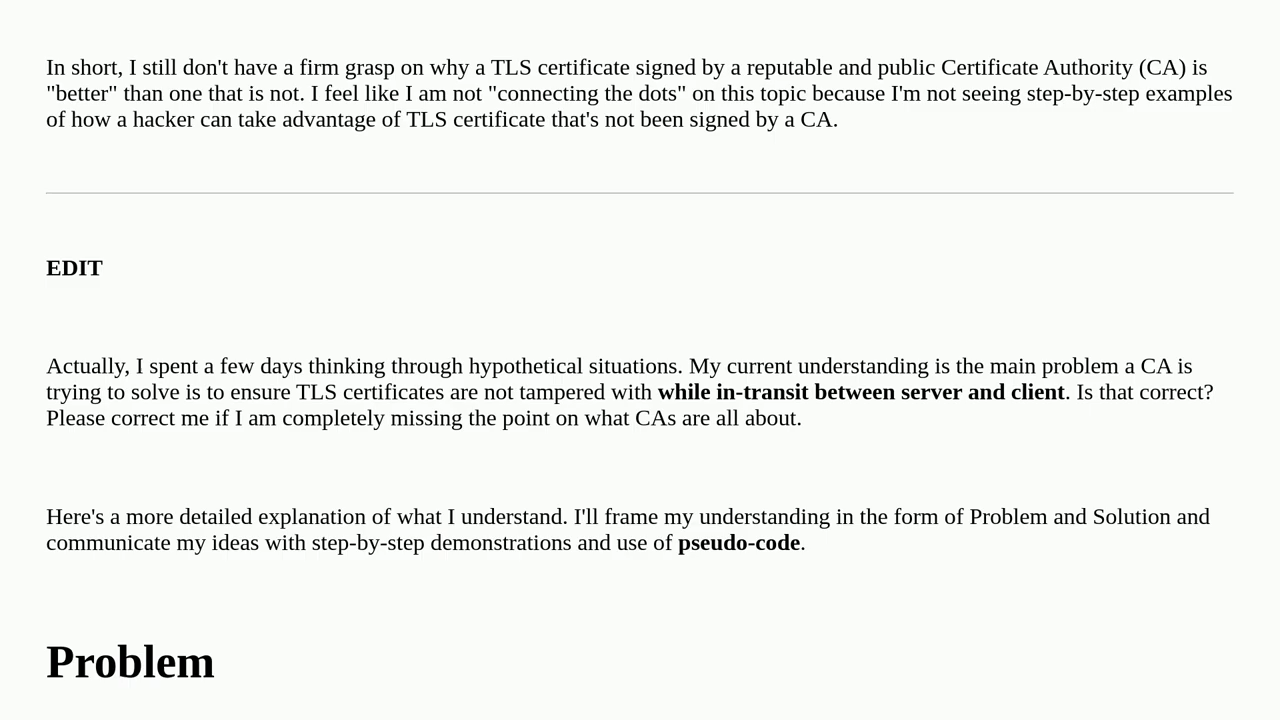 In short, I still don't have a firm grasp on why a TLS certificate signed by a reputable and public Certificate Authority (CA) is
"better" than one that is not. I feel like I am not "connecting the dots" on this topic because I'm not seeing step-by-step examples
of how a hacker can take advantage of TLS certificate that's not been signed by a CA.
EDIT
Actually, I spent a few days thinking through hypothetical situations. My current understanding is the main problem a CA is
trying to solve is to ensure TLS certificates are not tampered with while in-transit between server and client. Is that correct?
Please correct me if I am completely missing the point on what CAs are all about.
Here's a more detailed explanation of what I understand. I'll frame my understanding in the form of Problem and Solution and
communicate my ideas with step-by-step demonstrations and use of pseudo-code.
Problem